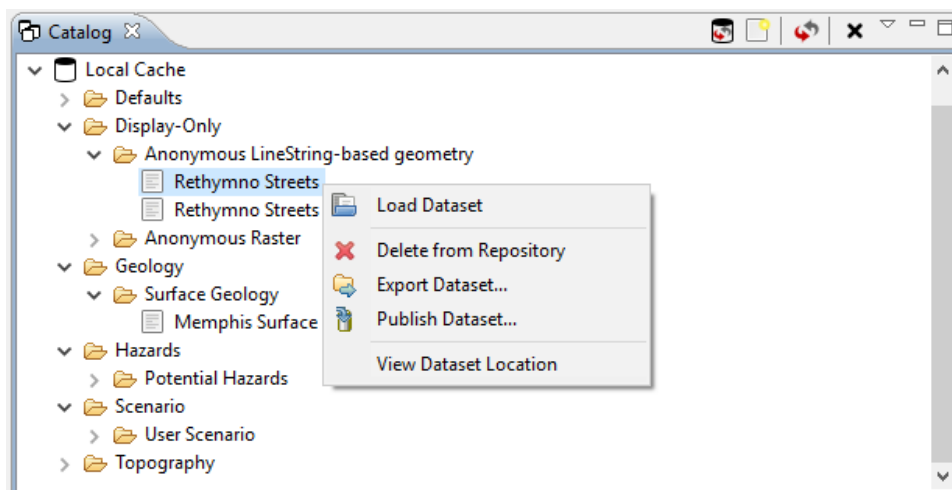 Catalog
Local Cache
Defaults
Display-Only
Anonymous LineString-based geometry
Rethymno Streets
Rethymno Streets
Anonymous Raster
Geology
Surface Geology
Memphis Surface
Hazards
Potential Hazards
Scenario
User Scenario
Topography
Load Dataset
Delete from Repository
Export Dataset...
Publish Dataset...
View Dataset Location